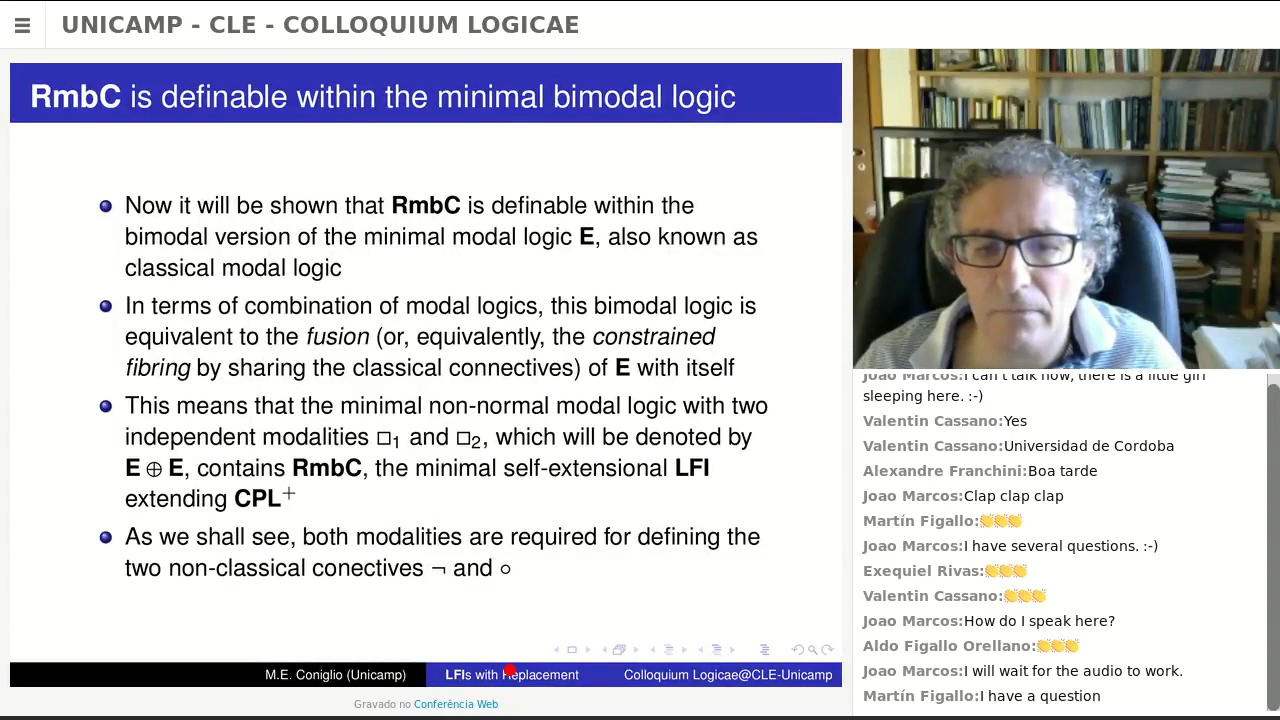 UNICAMP - CLE - COLLOQUIUM LOGICAE
RmbC is definable within the minimal bimodal logic
Now it will be shown that RmbC is definable within the
bimodal version of the minimal modal logic E, also known as
classical modal logic
In terms of combination of modal logics, this bimodal logic is
equivalent to the fusion (or, equivalently, the constrained
fibring by sharing the classical connectives) of E with itself
This means that the minimal non-normal modal logic with two
independent modalities □₁ and □₂, which will be denoted by
E ⊕ E, contains RmbC, the minimal self-extensional LFI
extending CPL⁺
As we shall see, both modalities are required for defining the
two non-classical conectives ¬ and ○
M.E. Coniglio (Unicamp)
LFIs with Replacement
Colloquium Logicae@CLE-Unicamp
Gravado no Conferência Web
Joao Marcos:I can't talk now, there is a little girl
sleeping here. :-)
Valentin Cassano:Yes
Valentin Cassano:Universidad de Cordoba
Alexandre Franchini:Boa tarde
Joao Marcos:Clap clap clap
Martín Figallo:👏👏👏
Joao Marcos:I have several questions. :-)
Exequiel Rivas:👏👏👏
Valentin Cassano:👏👏👏
Joao Marcos:How do I speak here?
Aldo Figallo Orellano:👏👏👏
Joao Marcos:I will wait for the audio to work.
Martín Figallo:I have a question